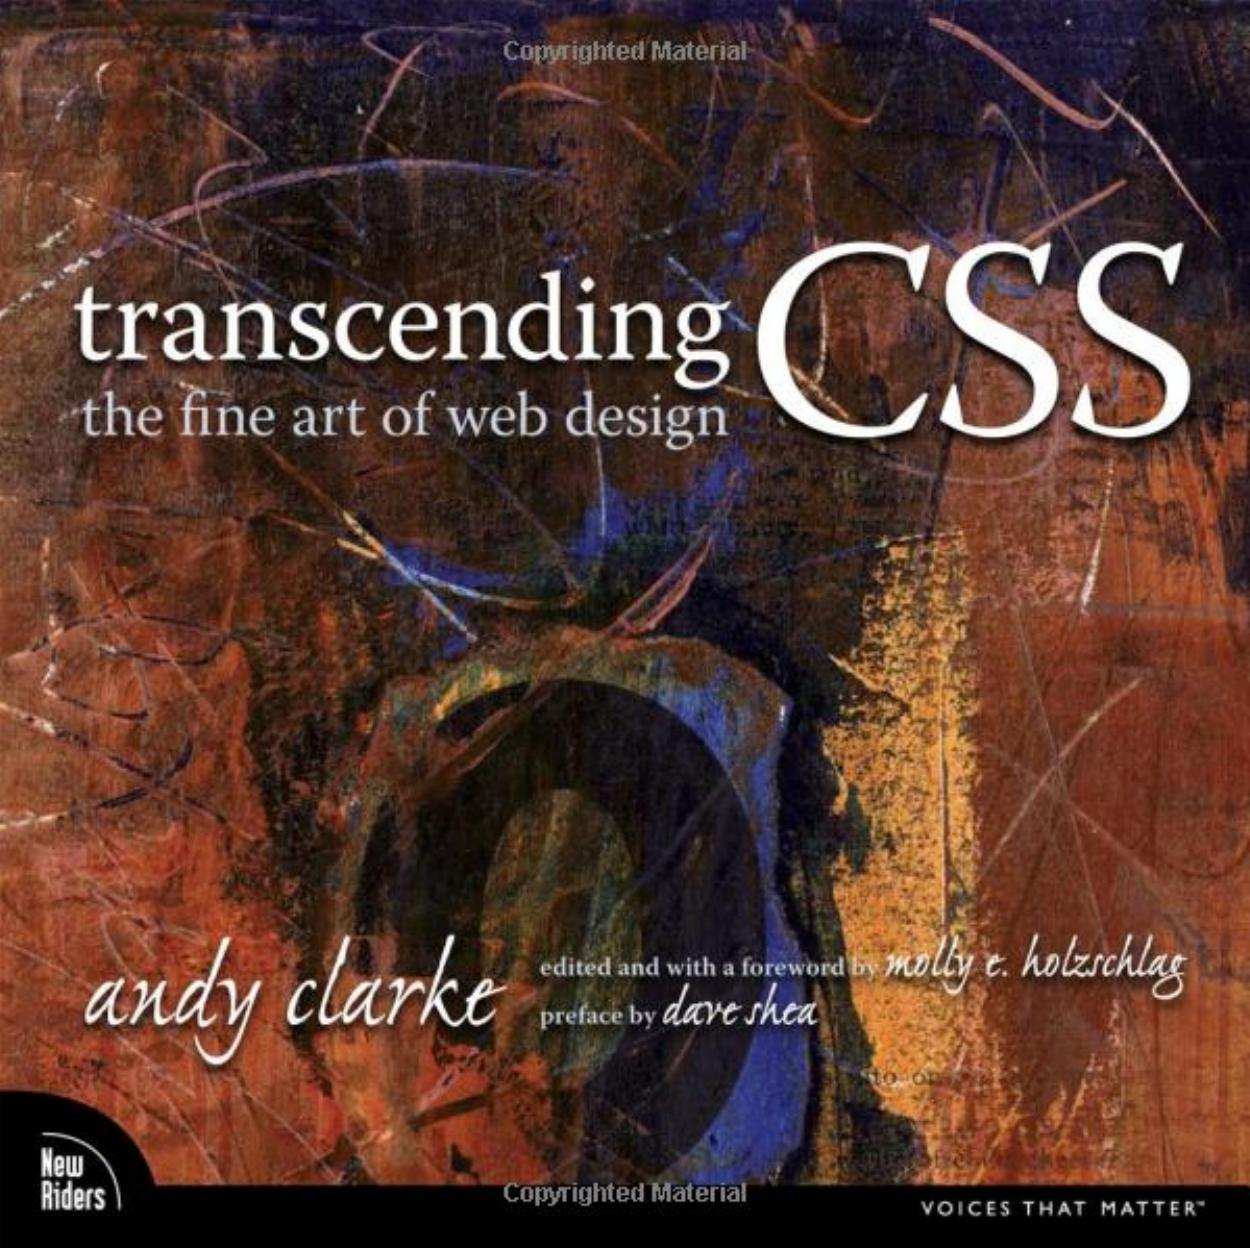 Copyrighted Material
transcending CSS
the fine art of web design
andy clarke
edited and with a foreword by molly e. holzschlag
preface by dave shea
New
Riders
Copyrighted Material
VOICES THAT MATTER™